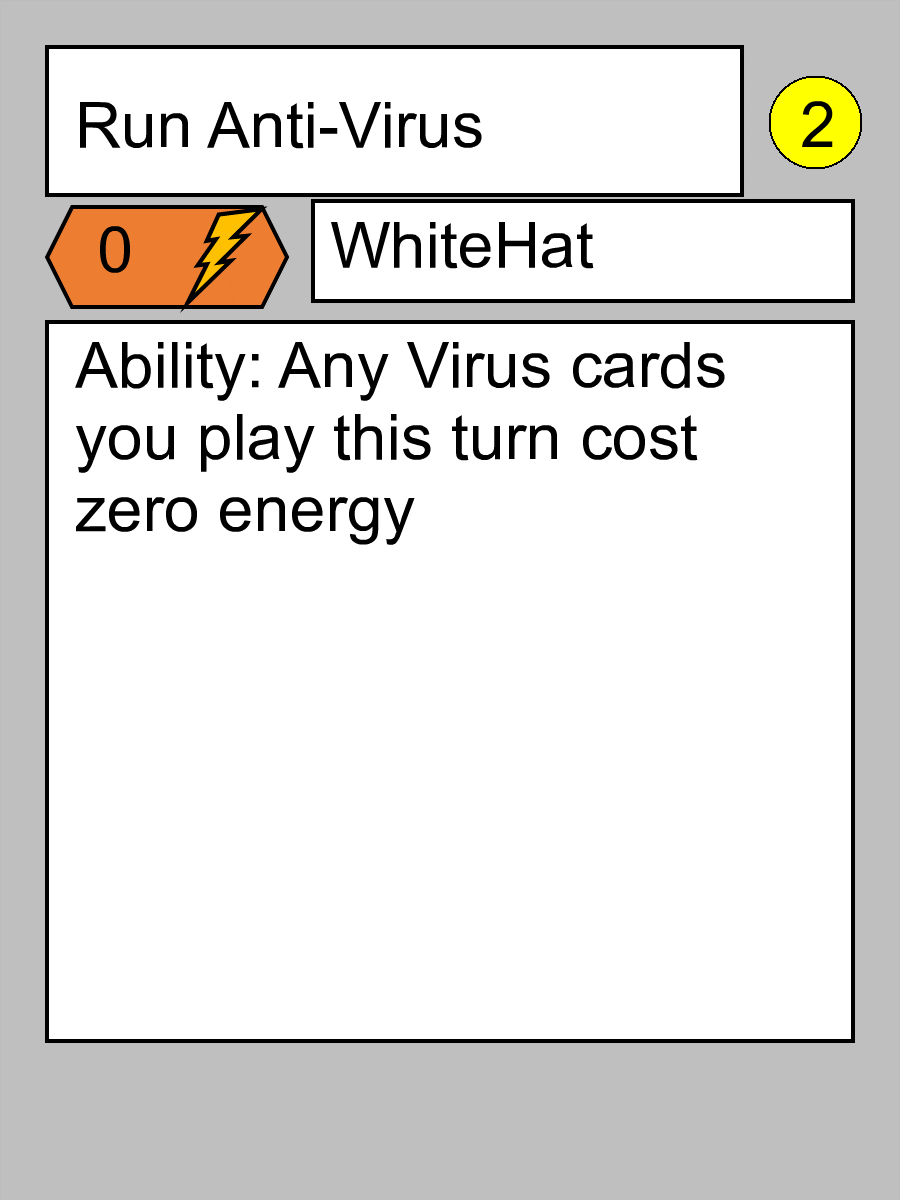 Run Anti-Virus
2
0
WhiteHat
Ability: Any Virus cards
you play this turn cost
zero energy